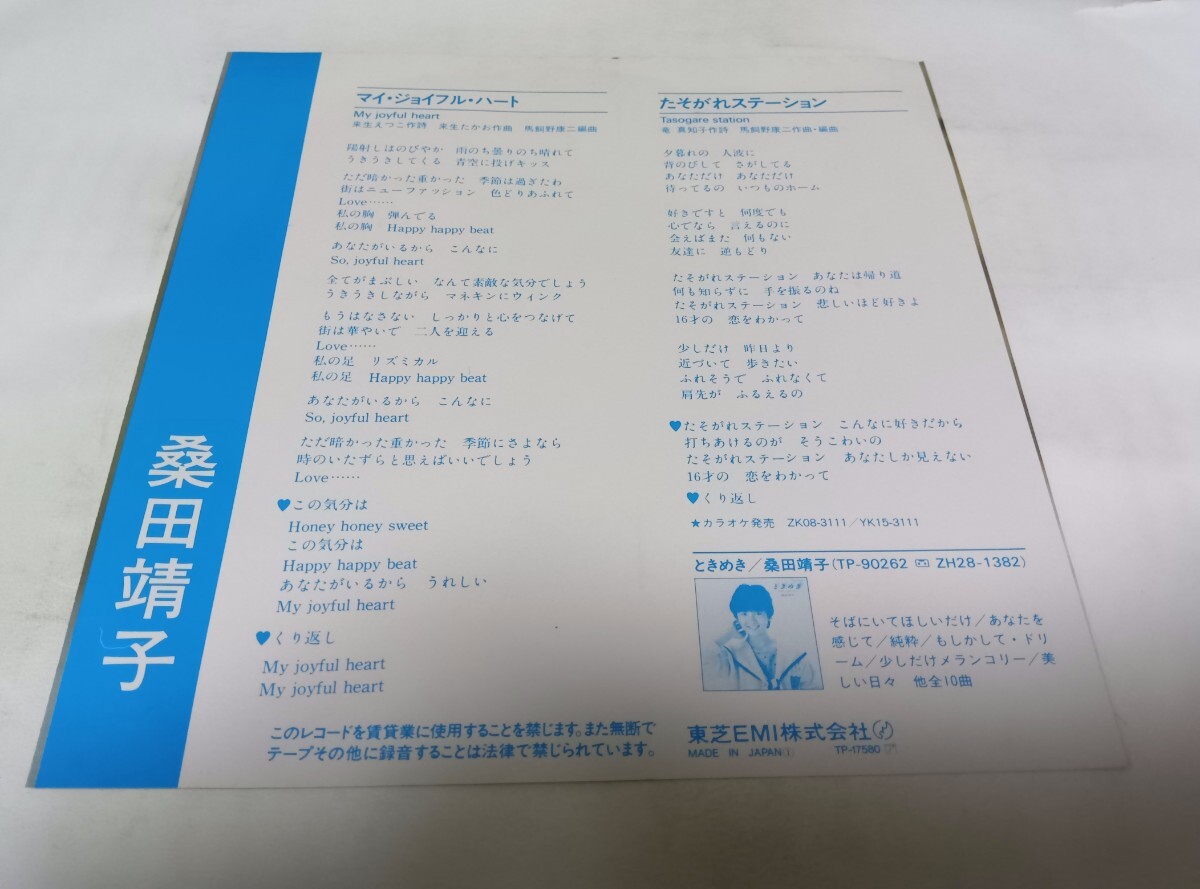 桑田靖子
マイ・ジョイフル・ハート
My joyful heart
来生えつこ作詩 来生たかお作曲 馬飼野康二編曲
陽射しはのびやか 雨のち曇りのち晴れて
うきうきしてくる 青空に投げキッス
ただ暗かった重かった 季節は過ぎたわ
街はニューファッション 色どりあふれて
Love……
私の胸 弾んでる
私の胸 Happy happy beat
あなたがいるから こんなに
So, joyful heart
全てがまぶしい なんて素敵な気分でしょう
うきうきしながら マネキンにウィンク
もうはなさない しっかりと心をつなげて
街は華やいで 二人を迎える
Love……
私の足 リズミカル
私の足 Happy happy beat
あなたがいるから こんなに
So, joyful heart
ただ暗かった重かった 季節にさよなら
時のいたずらと思えばいいでしょう
Love……
♥この気分は
Honey honey sweet
この気分は
Happy happy beat
あなたがいるから うれしい
My joyful heart
♥くり返し
My joyful heart
My joyful heart
このレコードを賃貸業に使用することを禁じます。また無断で
テープその他に録音することは法律で禁じられています。
たそがれステーション
Tasogare station
竜 真知子作詩 馬飼野康二作曲・編曲
夕暮れの 人波に
背のびして さがしてる
あなただけ あなただけ
待ってるの いつものホーム
好きですと 何度でも
心でなら 言えるのに
会えばまた 何もない
友達に 逆もどり
たそがれステーション あなたは帰り道
何も知らずに 手を振るのね
たそがれステーション 悲しいほど好きよ
16才の 恋をわかって
少しだけ 昨日より
近づいて 歩きたい
ふれそうで ふれなくて
肩先が ふるえるの
♥たそがれステーション こんなに好きだから
打ちあけるのが そうこわいの
たそがれステーション あなたしか見えない
16才の 恋をわかって
♥くり返し
★カラオケ発売 ZK08-3111/YK15-3111
ときめき/桑田靖子(TP-90262 ZH28-1382)
ときめき
そばにいてほしいだけ/あなたを
感じて/純粋/もしかして・ドリ
ーム/少しだけメランコリー/美
しい日々 他全10曲
東芝EMI株式会社
MADE IN JAPAN(1) TP-17580